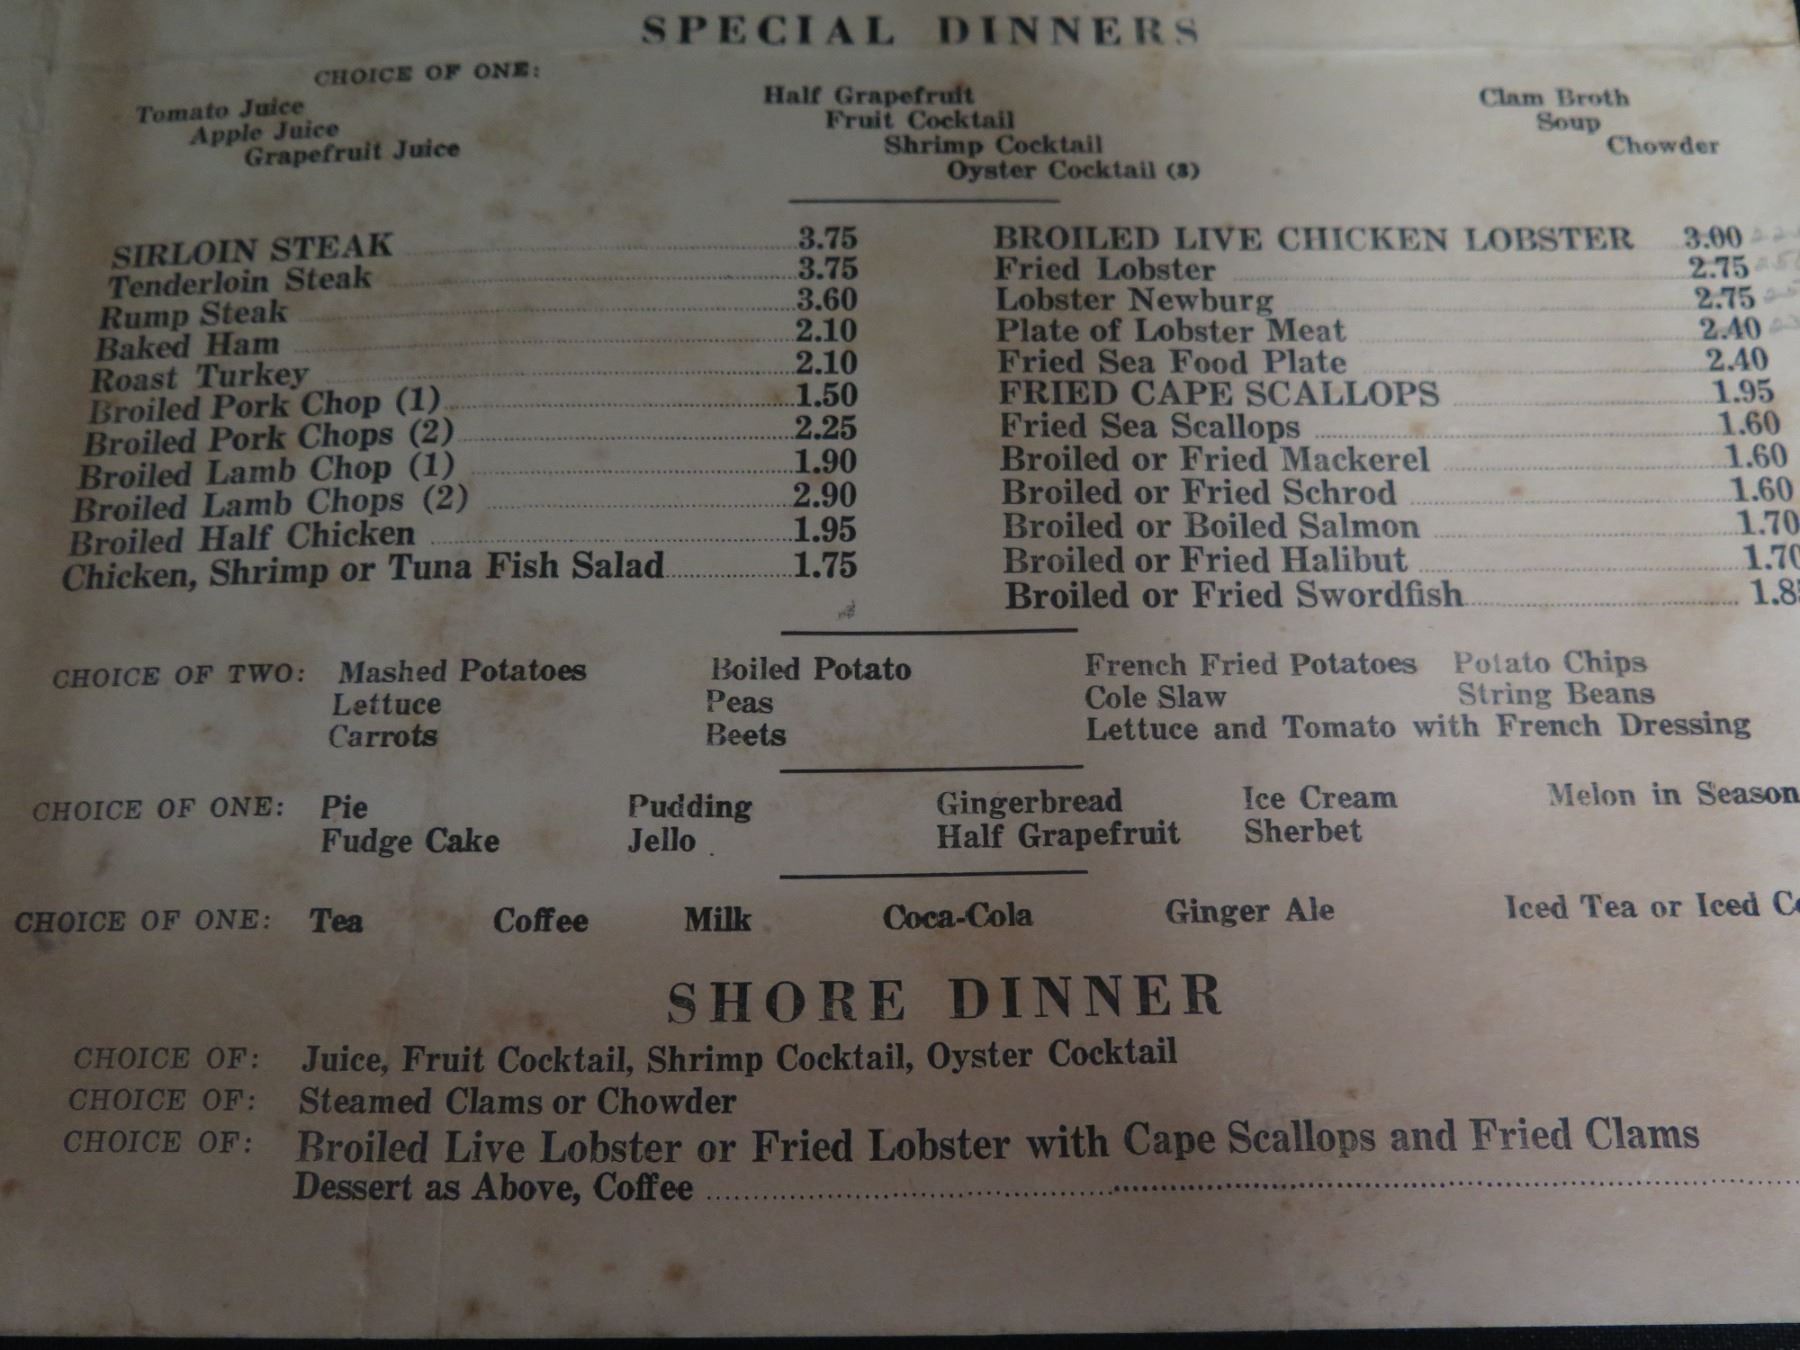 SPECIAL DINNERS
CHOICE OF ONE:
Tomato Juice
Apple Juice
Grapefruit Juice
Half Grapefruit
Fruit Cocktail
Shrimp Cocktail
Oyster Cocktail (3)
Clam Broth
Soup
Chowder
SIRLOIN STEAK 3.75
Tenderloin Steak 3.75
Rump Steak 3.60
Baked Ham 2.10
Roast Turkey 2.10
Broiled Pork Chop (1) 1.50
Broiled Pork Chops (2) 2.25
Broiled Lamb Chop (1) 1.90
Broiled Lamb Chops (2) 2.90
Broiled Half Chicken 1.95
Chicken, Shrimp or Tuna Fish Salad 1.75
BROILED LIVE CHICKEN LOBSTER 3.00
Fried Lobster 2.75
Lobster Newburg 2.75
Plate of Lobster Meat 2.40
Fried Sea Food Plate 2.40
FRIED CAPE SCALLOPS 1.95
Fried Sea Scallops 1.60
Broiled or Fried Mackerel 1.60
Broiled or Fried Schrod 1.60
Broiled or Boiled Salmon 1.70
Broiled or Fried Halibut 1.70
Broiled or Fried Swordfish 1.8
CHOICE OF TWO: Mashed Potatoes Boiled Potato French Fried Potatoes Potato Chips
Lettuce Peas Cole Slaw String Beans
Carrots Beets Lettuce and Tomato with French Dressing
CHOICE OF ONE: Pie Pudding Gingerbread Ice Cream Melon in Season
Fudge Cake Jello Half Grapefruit Sherbet
CHOICE OF ONE: Tea Coffee Milk Coca-Cola Ginger Ale Iced Tea or Iced Co
SHORE DINNER
CHOICE OF: Juice, Fruit Cocktail, Shrimp Cocktail, Oyster Cocktail
CHOICE OF: Steamed Clams or Chowder
CHOICE OF: Broiled Live Lobster or Fried Lobster with Cape Scallops and Fried Clams
Dessert as Above, Coffee